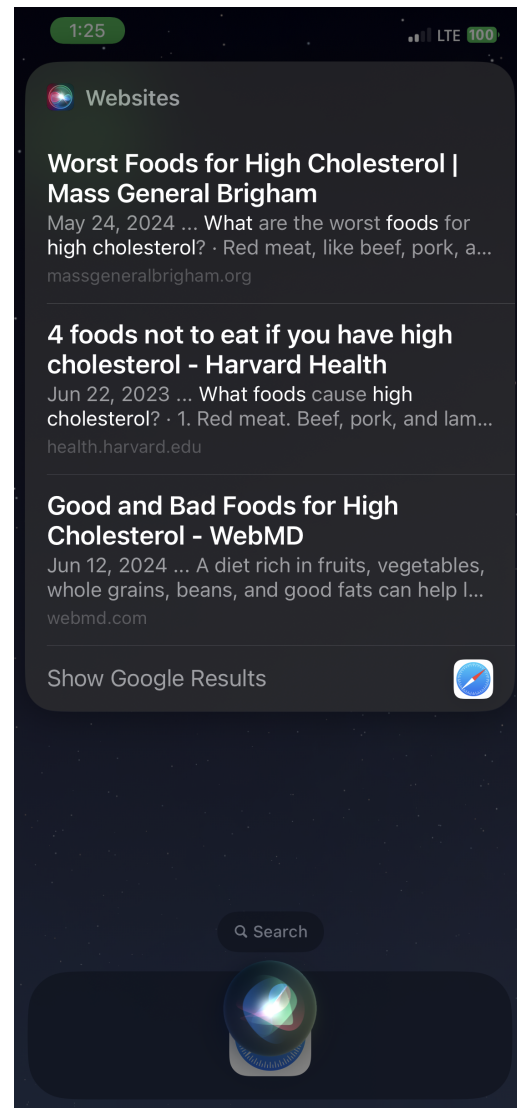 1:25
LTE 100
Websites
Worst Foods for High Cholesterol |
Mass General Brigham
May 24, 2024 ... What are the worst foods for
high cholesterol? · Red meat, like beef, pork, a...
massgeneralbrigham.org
4 foods not to eat if you have high
cholesterol - Harvard Health
Jun 22, 2023 ... What foods cause high
cholesterol? · 1. Red meat. Beef, pork, and lam...
health.harvard.edu
Good and Bad Foods for High
Cholesterol - WebMD
Jun 12, 2024 ... A diet rich in fruits, vegetables,
whole grains, beans, and good fats can help l...
webmd.com
Show Google Results
Search